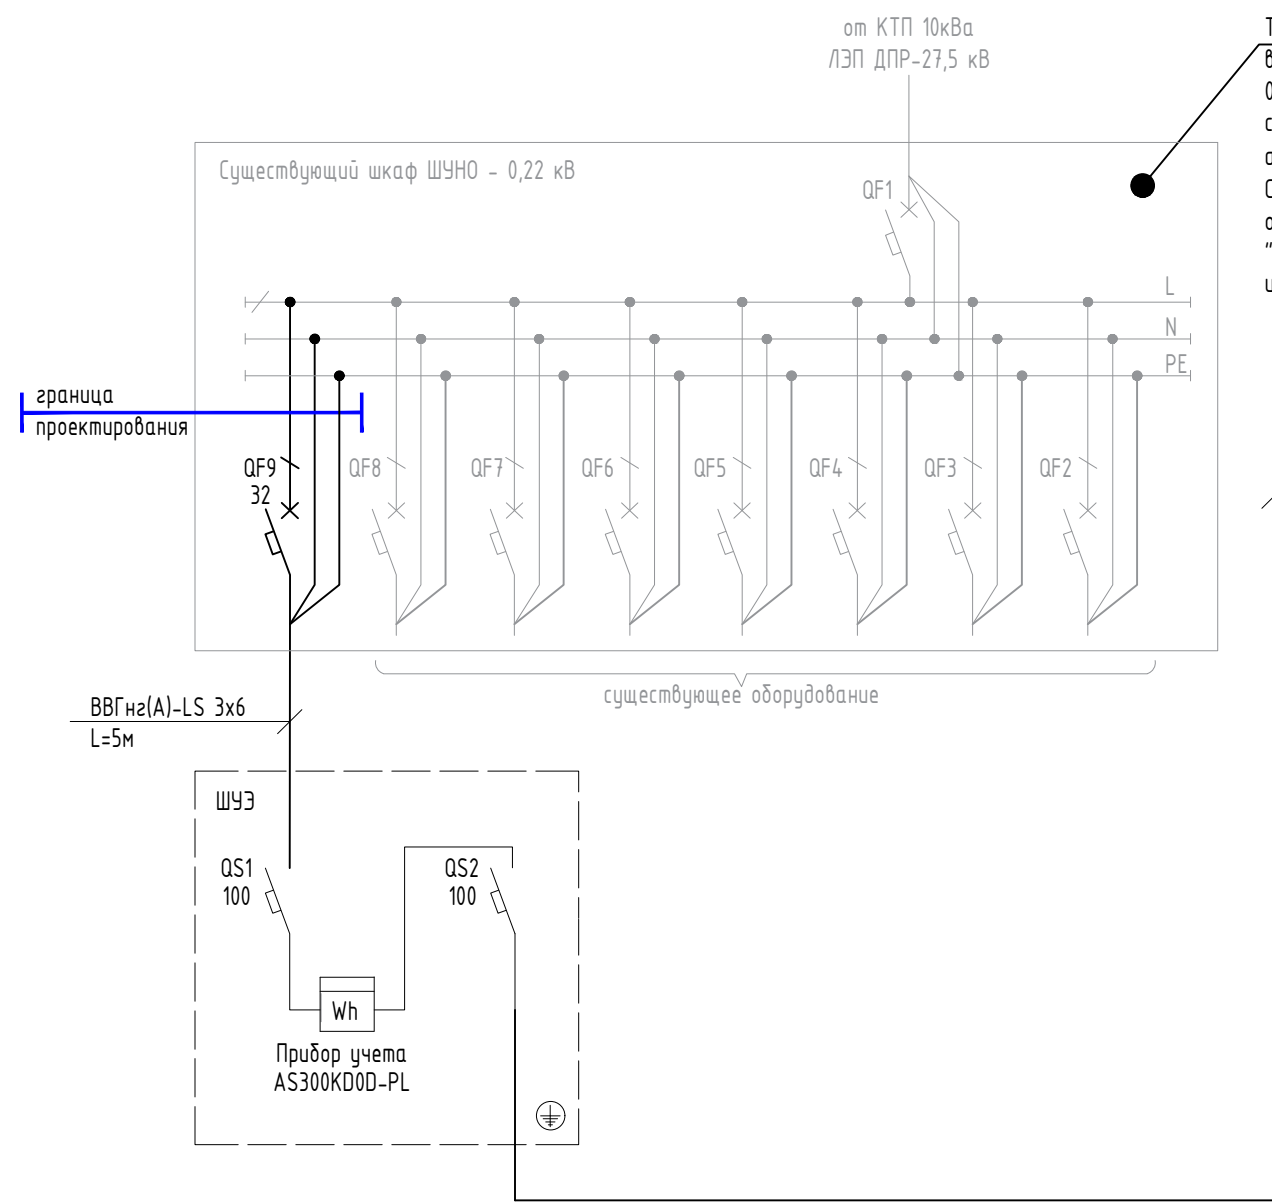 от КТП 10кВа
ЛЭП ДПР-27,5 кВ
Существующий шкаф ШУНО - 0,22 кВ
QF1
L
N
PE
граница
проектирования
QF9
32
QF8
QF7
QF6
QF5
QF4
QF3
QF2
существующее оборудование
ВВГнг(А)-LS 3х6
L=5м
ШУЭ
QS1
100
QS2
100
Wh
Прибор учета
AS300KD0D-PL